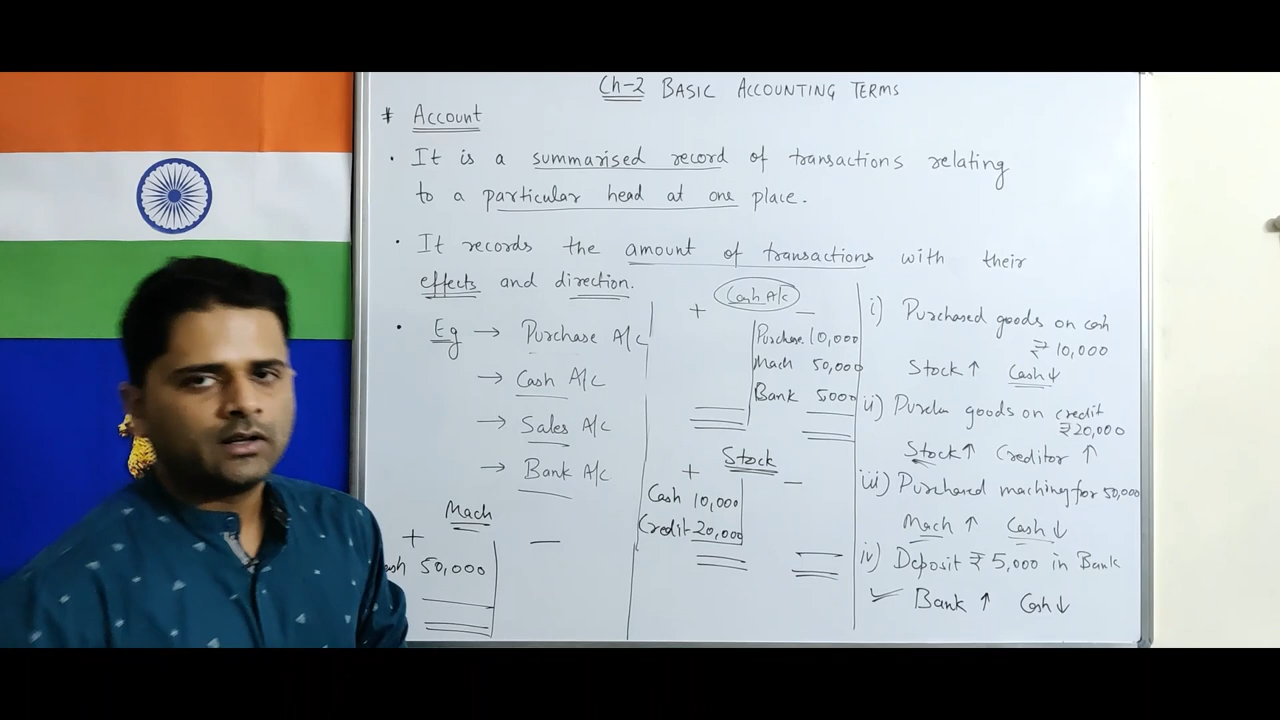 Ch-2 BASIC ACCOUNTING TERMS
* Account
• It is a summarised record of transactions relating
to a particular head at one place.
• It records the amount of transactions with their
effects and direction.
• Eg → Purchase A/c
→ Cash A/c
→ Sales A/c
→ Bank A/c
Mach
+ –
50,000
Cash A/c
+ –
Purchase 10,000
Mach 50,000
Bank 5000
Stock
+ –
Cash 10,000
Credit 20,000
i) Purchased goods on cash
₹ 10,000
Stock ↑ Cash ↓
ii) goods on credit
₹20,000
Stock ↑ Creditor ↑
iii) Purchased maching for 50,000
Mach ↑ Cash ↓
iv) Deposit ₹ 5,000 in Bank
Bank ↑ Cash ↓